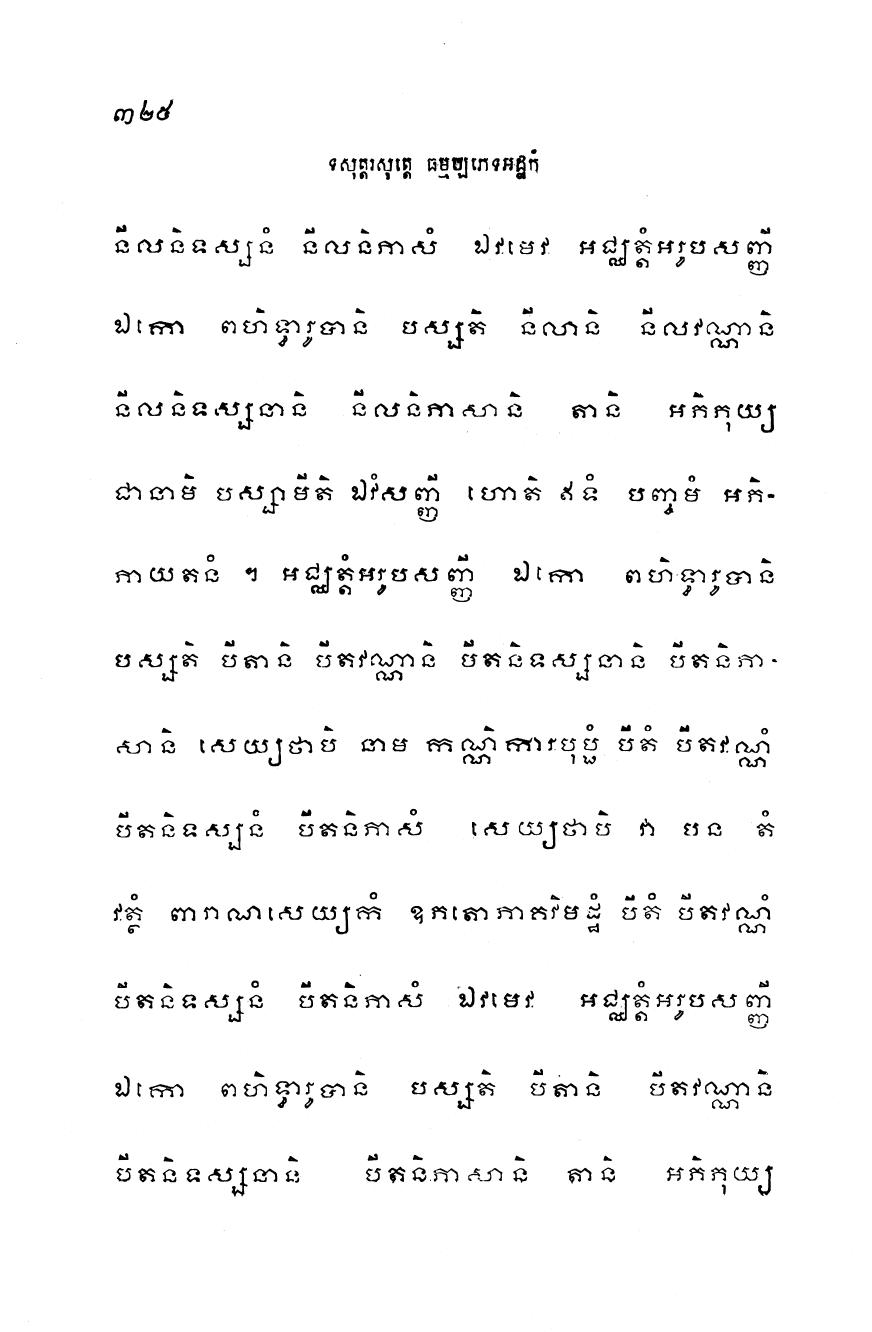 ៣២៥
ទសុត្តរសុត្តេ ធម្មប្បភេទអដ្ឋកំ
នីលនិទស្សនំ នីលនិភាសំ ឯវមេវ អជ្ឈត្តំអរូបសញ្ញី
ឯកោ ពហិទ្ធារូបានិ បស្សតិ នីលានិ នីលវណ្ណានិ
នីលនិទស្សនានិ នីលនិភាសានិ តានិ អភិភុយ្យ
ជានាមិ បស្សាមីតិ ឯវំសញ្ញី ហោតិ ឥទំ បញ្ចមំ អភិ-
ភាយតនំ ។ អជ្ឈត្តំអរូបសញ្ញី ឯកោ ពហិទ្ធារូបានិ
បស្សតិ បីតានិ បីតវណ្ណានិ បីតនិទស្សនានិ បីតនិភា-
សានិ សេយ្យថាបិ នាម កណ្ណិការបុប្ផំ បីតំ បីតវណ្ណំ
បីតនិទស្សនំ បីតនិភាសំ សេយ្យថាបិ វា បន តំ
វត្ថំ ពារាណសេយ្យកំ ឧភតោភាគវិមដ្ឋំ បីតំ បីតវណ្ណំ
បីតនិទស្សនំ បីតនិភាសំ ឯវមេវ អជ្ឈត្តំអរូបសញ្ញី
ឯកោ ពហិទ្ធារូបានិ បស្សតិ បីតានិ បីតវណ្ណានិ
បីតនិទស្សនានិ បីតនិភាសានិ តានិ អភិភុយ្យ